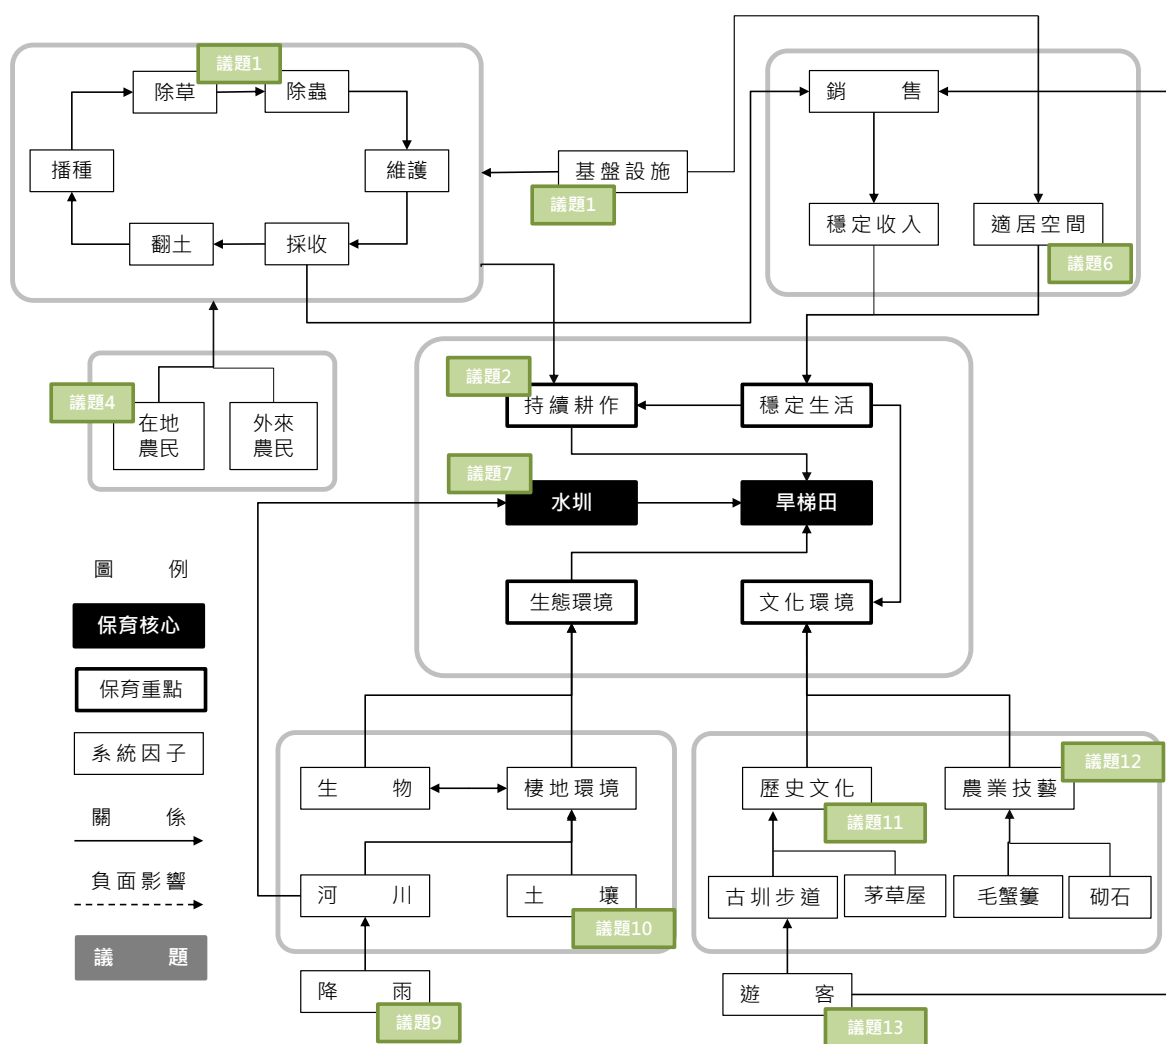 議題1
除草
除蟲
播種
維護
翻土
採收
基盤設施
議題1
銷售
穩定收入
適居空間
議題6
議題4
在地
農民
外來
農民
議題2
持續耕作
穩定生活
議題7
水圳
旱梯田
生態環境
文化環境
圖例
保育核心
保育重點
系統因子
關係
負面影響
議題
生物
棲地環境
河川
土壤
議題10
降雨
議題9
歷史文化
議題11
農業技藝
議題12
古圳步道
茅草屋
毛蟹簍
砌石
遊客
議題13